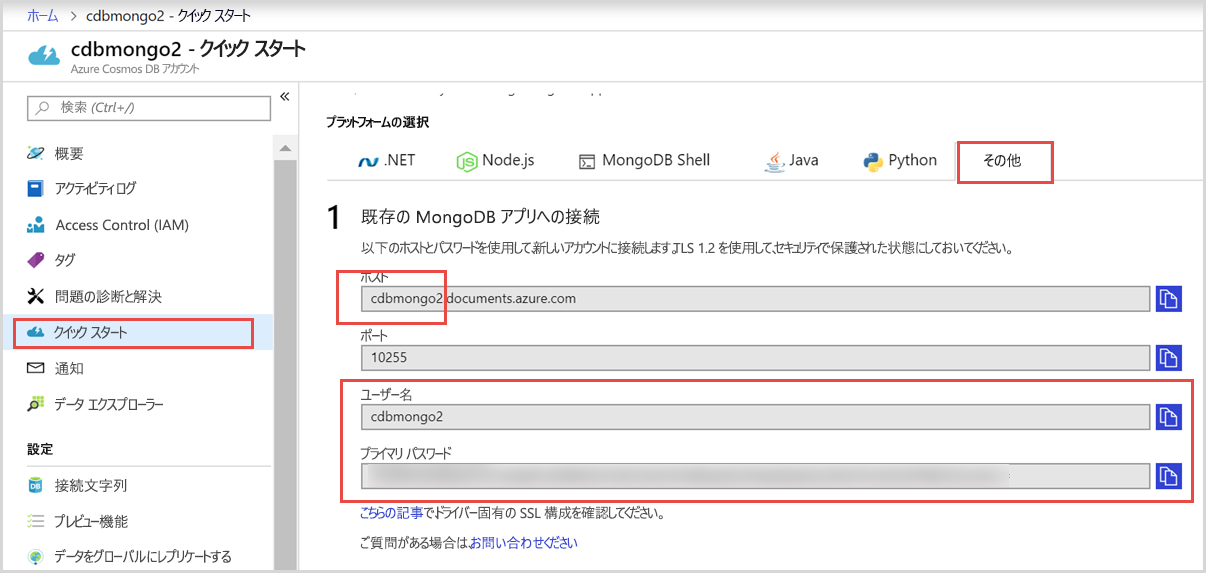 ホーム > cdbmongo2 - クイック スタート
cdbmongo2 - クイック スタート
Azure Cosmos DB アカウント
検索 (Ctrl+/)
«
概要
アクティビティ ログ
Access Control (IAM)
タグ
問題の診断と解決
クイック スタート
通知
データ エクスプローラー
設定
接続文字列
プレビュー機能
データをグローバルにレプリケートする
プラットフォームの選択
.NET
Node.js
MongoDB Shell
Java
Python
その他
1 既存の MongoDB アプリへの接続
以下のホストとパスワードを使用して、新しいアカウントに接続します。TLS 1.2 を使用して、セキュリティで保護された状態にしておいてください。
ホスト
cdbmongo2.documents.azure.com
ポート
10255
ユーザー名
cdbmongo2
プライマリ パスワード
こちらの記事で、ドライバー固有の SSL 構成を確認してください。
ご質問がある場合は、お問い合わせください